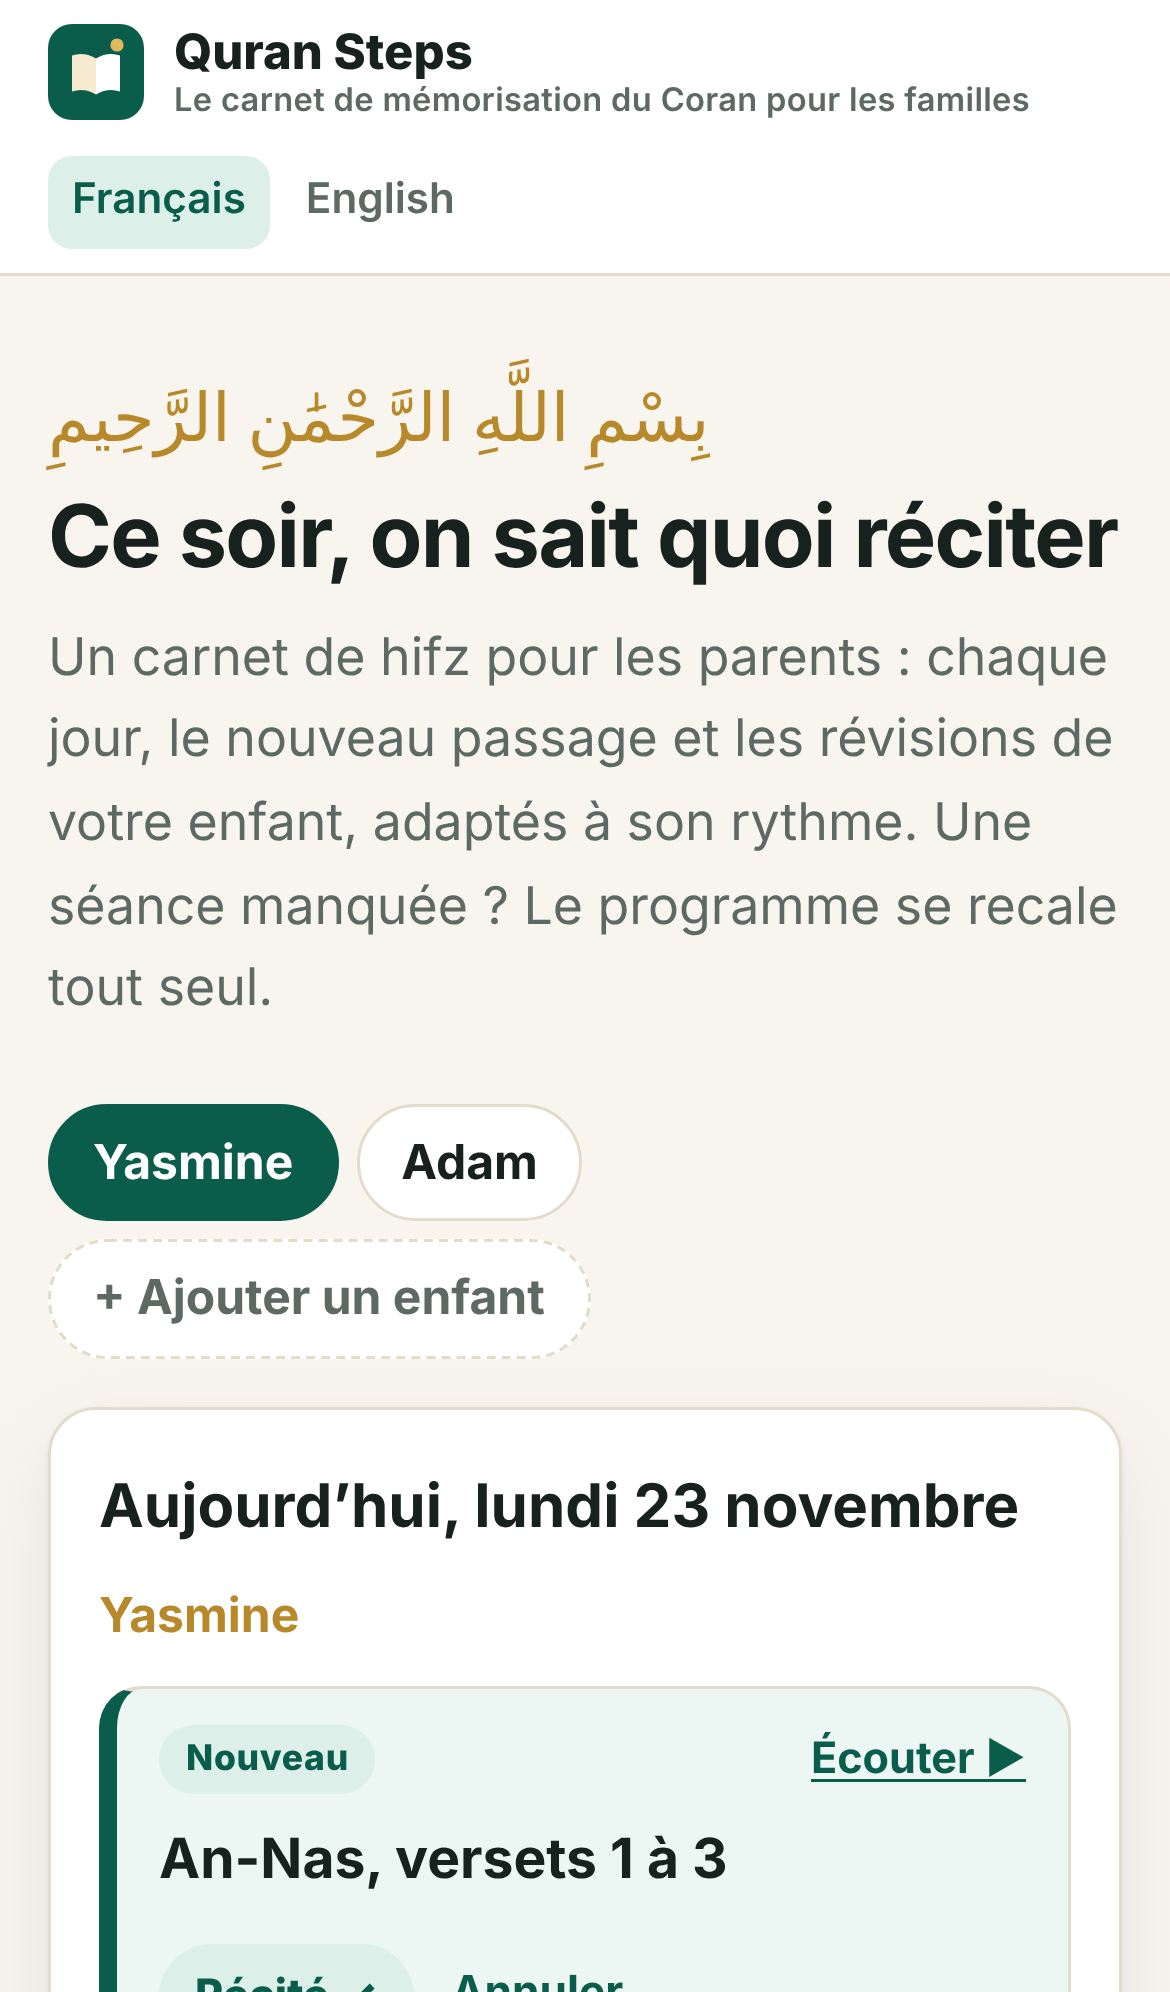 Quran Steps
Le carnet de mémorisation du Coran pour les familles
Français English
بِسْمِ اللَّهِ الرَّحْمَٰنِ الرَّحِيمِ
Ce soir, on sait quoi réciter
Un carnet de hifz pour les parents : chaque
jour, le nouveau passage et les révisions de
votre enfant, adaptés à son rythme. Une
séance manquée ? Le programme se recale
tout seul.
Yasmine Adam
+ Ajouter un enfant
Aujourd’hui, lundi 23 novembre
Yasmine
Nouveau Écouter ▶
An-Nas, versets 1 à 3
Récité ✓ Annuler